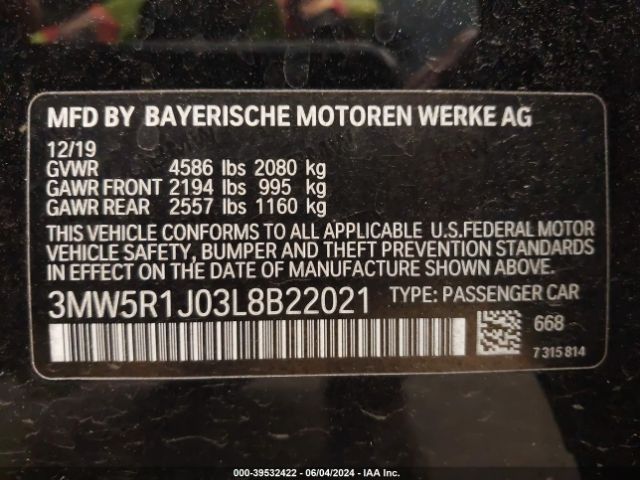 MFD BY BAYERISCHE MOTOREN WERKE AG
12/19
GVWR 4586 lbs 2080 kg
GAWR FRONT 2194 lbs 995 kg
GAWR REAR 2557 lbs 1160 kg
THIS VEHICLE CONFORMS TO ALL APPLICABLE U.S.FEDERAL MOTOR
VEHICLE SAFETY, BUMPER AND THEFT PREVENTION STANDARDS
IN EFFECT ON THE DATE OF MANUFACTURE SHOWN ABOVE.
3MW5R1J03L8B22021 TYPE: PASSENGER CAR
668
7 315 814
000-39532422 - 06/04/2024 - IAA Inc.